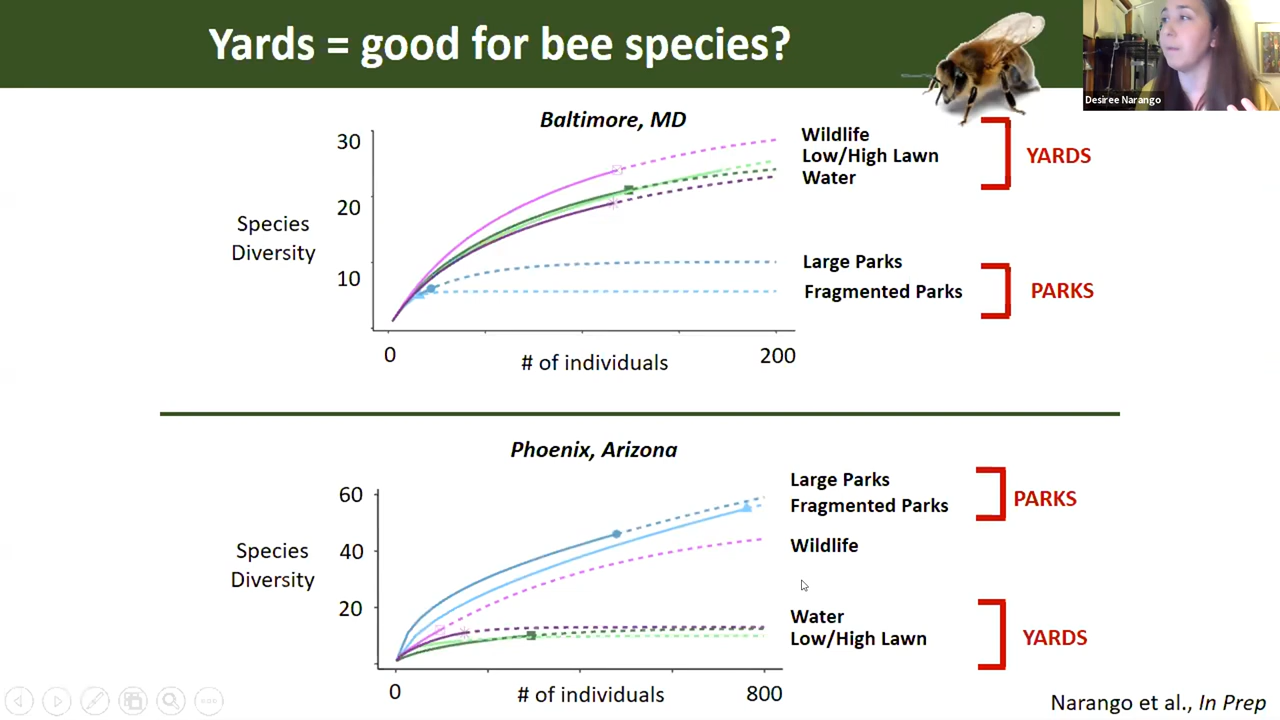 Yards = good for bee species?
Desiree Narango
Baltimore, MD
30
20
10
Species
Diversity
0
# of individuals
200
Wildlife
Low/High Lawn
Water
YARDS
Large Parks
Fragmented Parks
PARKS
Phoenix, Arizona
60
40
20
Species
Diversity
0
# of individuals
800
Large Parks
Fragmented Parks
PARKS
Wildlife
Water
Low/High Lawn
YARDS
Narango et al., In Prep